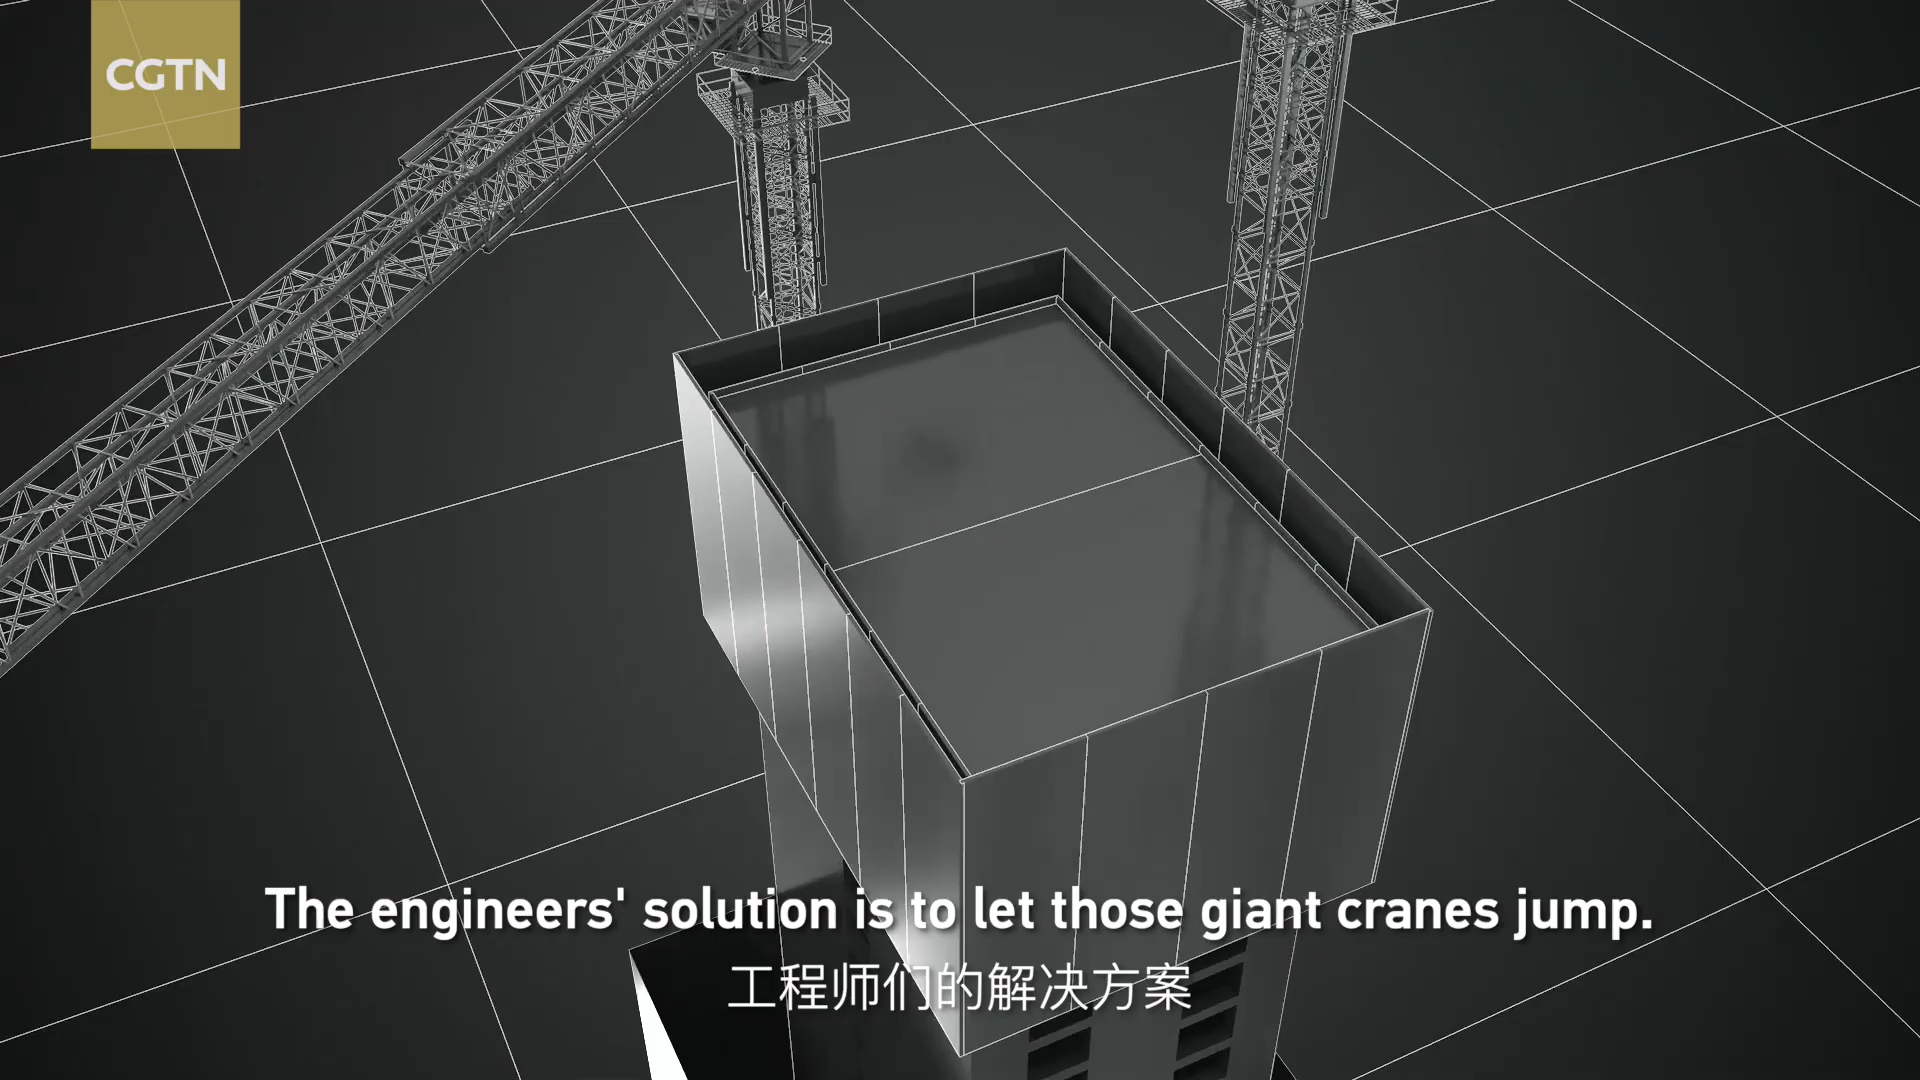 CGTN
The engineers' solution is to let those giant cranes jump.
工程师们的解决方案